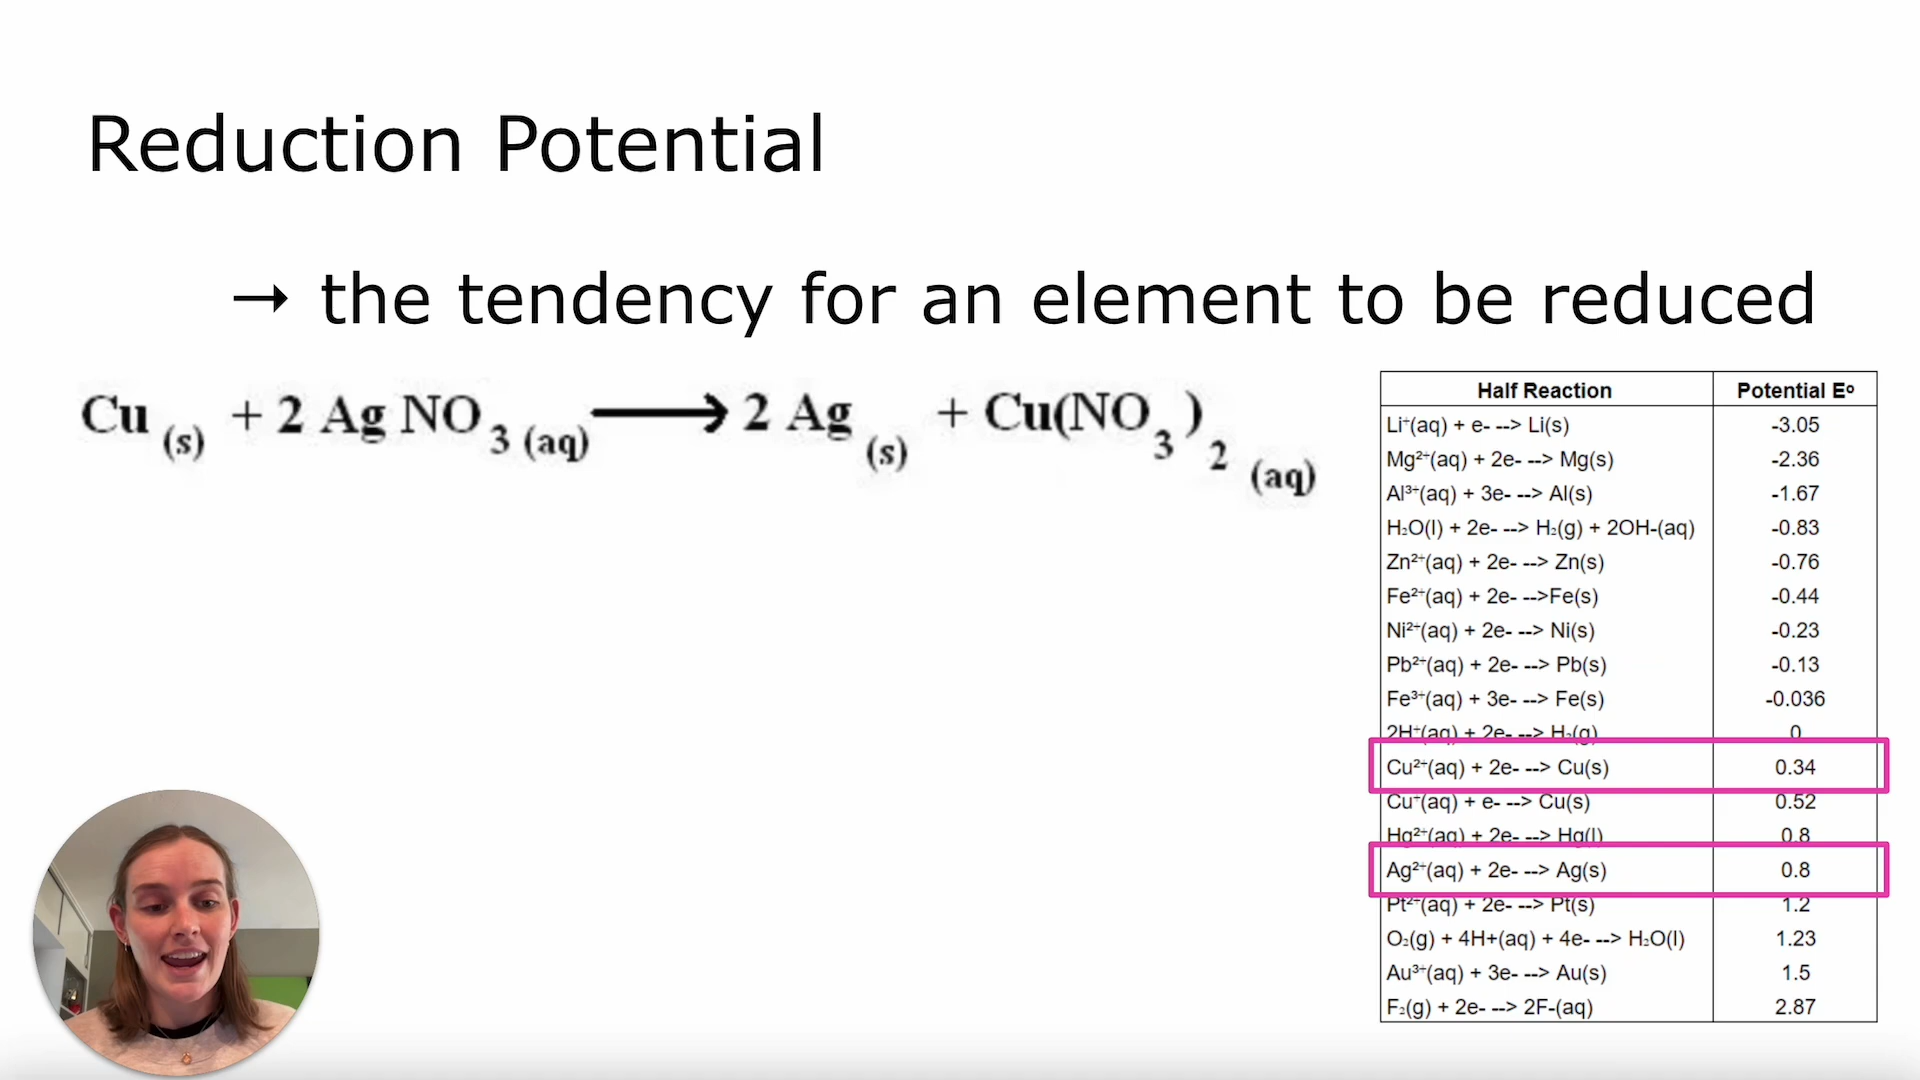 Reduction Potential
→ the tendency for an element to be reduced
Cu (s) + 2 Ag NO 3 (aq) ⟶ 2 Ag (s) + Cu(NO 3 ) 2 (aq)
Half Reaction Potential Eº
Li⁺(aq) + e- --> Li(s) -3.05
Mg²⁺(aq) + 2e- --> Mg(s) -2.36
Al³⁺(aq) + 3e- --> Al(s) -1.67
H₂O(l) + 2e- --> H₂(g) + 2OH-(aq) -0.83
Zn²⁺(aq) + 2e- --> Zn(s) -0.76
Fe²⁺(aq) + 2e- -->Fe(s) -0.44
Ni²⁺(aq) + 2e- --> Ni(s) -0.23
Pb²⁺(aq) + 2e- --> Pb(s) -0.13
Fe³⁺(aq) + 3e- --> Fe(s) -0.036
2H⁺(aq) + 2e- --> H₂(g) 0
Cu²⁺(aq) + 2e- --> Cu(s) 0.34
Cu⁺(aq) + e- --> Cu(s) 0.52
Hg²⁺(aq) + 2e- --> Hg(l) 0.8
Ag²⁺(aq) + 2e- --> Ag(s) 0.8
Pt²⁺(aq) + 2e- --> Pt(s) 1.2
O₂(g) + 4H+(aq) + 4e- --> H₂O(l) 1.23
Au³⁺(aq) + 3e- --> Au(s) 1.5
F₂(g) + 2e- --> 2F-(aq) 2.87